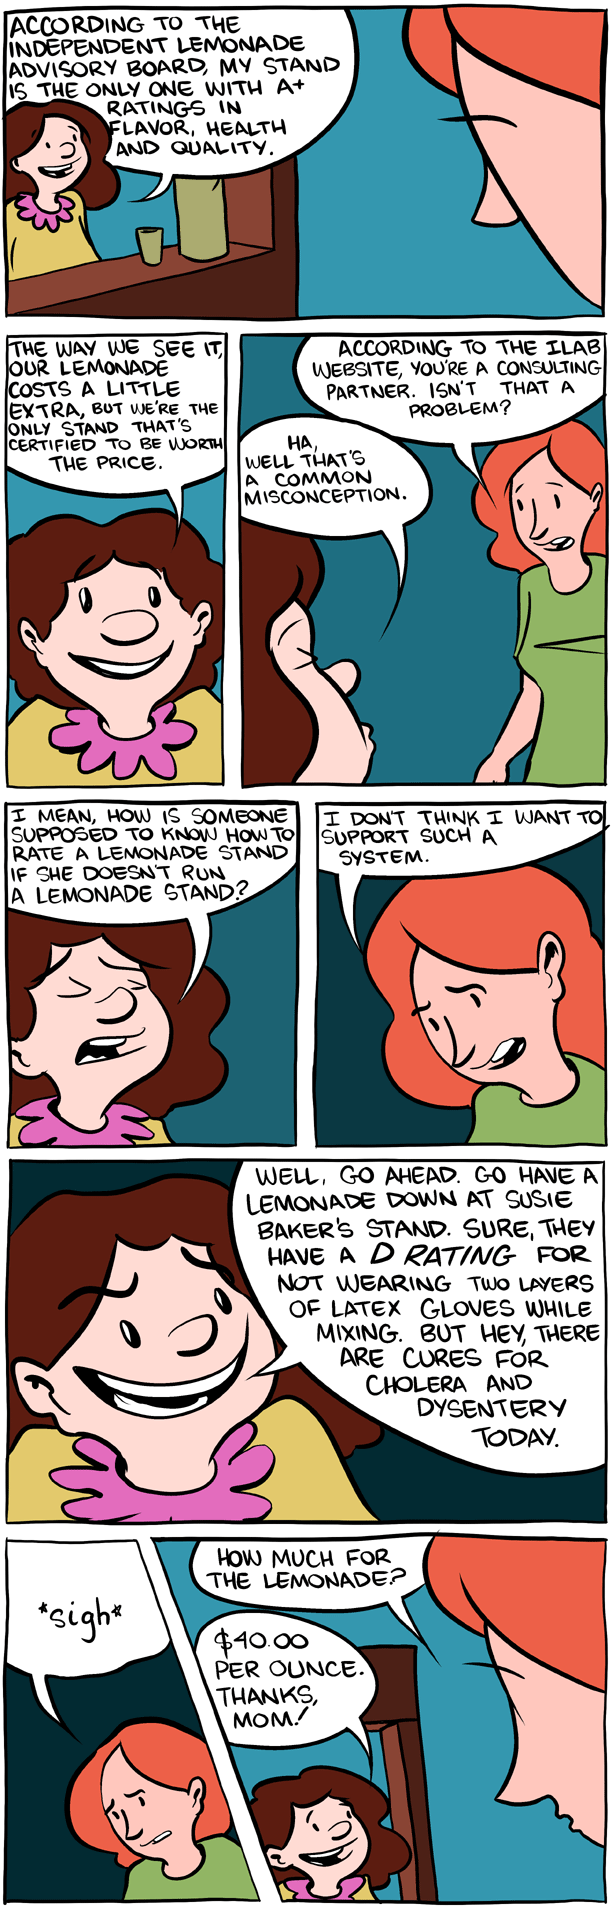 ACCORDING TO THE
INDEPENDENT LEMONADE
ADVISORY BOARD, MY STAND
IS THE ONLY ONE WITH A+
RATINGS IN
FLAVOR, HEALTH
AND QUALITY.
THE WAY WE SEE IT,
OUR LEMONADE
COSTS A LITTLE
EXTRA, BUT WE'RE THE
ONLY STAND THAT'S
CERTIFIED TO BE WORTH
THE PRICE.
ACCORDING TO THE ILAB
WEBSITE, YOU'RE A CONSULTING
PARTNER. ISN'T THAT A
PROBLEM?
HA,
WELL THAT'S
A COMMON
MISCONCEPTION.
I MEAN, HOW IS SOMEONE
SUPPOSED TO KNOW HOW TO
RATE A LEMONADE STAND
IF SHE DOESN'T RUN
A LEMONADE STAND?
I DON'T THINK I WANT TO
SUPPORT SUCH A
SYSTEM.
WELL, GO AHEAD. GO HAVE A
LEMONADE DOWN AT SUSIE
BAKER'S STAND. SURE, THEY
HAVE A D RATING FOR
NOT WEARING TWO LAYERS
OF LATEX GLOVES WHILE
MIXING. BUT HEY, THERE
ARE CURES FOR
CHOLERA AND
DYSENTERY
TODAY.
*sigh*
HOW MUCH FOR
THE LEMONADE?
$40.00
PER OUNCE.
THANKS,
MOM!